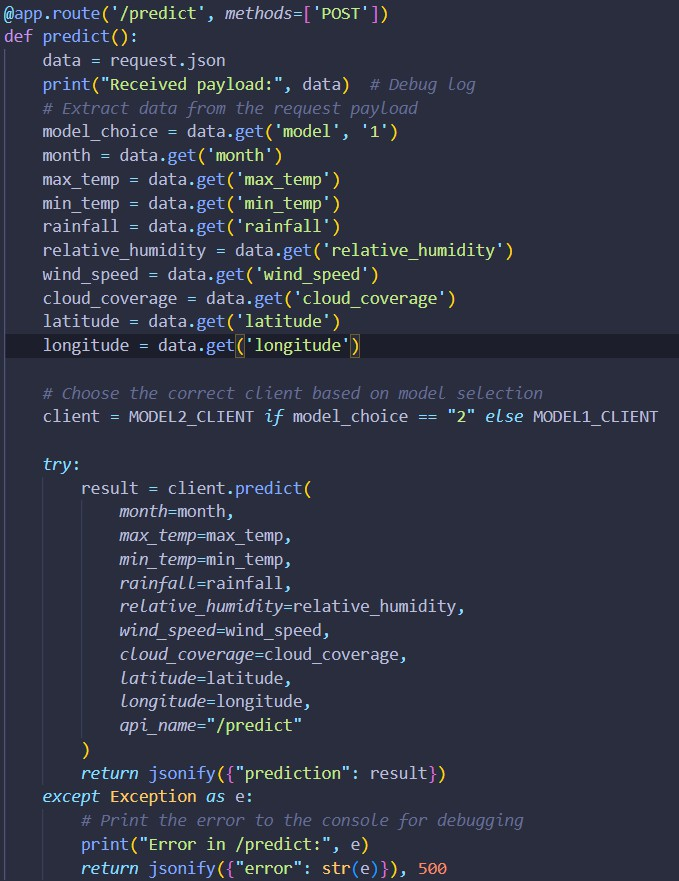 @app.route('/predict', methods=['POST'])
def predict():
    data = request.json
    print("Received payload:", data)  # Debug log
    # Extract data from the request payload
    model_choice = data.get('model', '1')
    month = data.get('month')
    max_temp = data.get('max_temp')
    min_temp = data.get('min_temp')
    rainfall = data.get('rainfall')
    relative_humidity = data.get('relative_humidity')
    wind_speed = data.get('wind_speed')
    cloud_coverage = data.get('cloud_coverage')
    latitude = data.get('latitude')
    longitude = data.get('longitude')
    # Choose the correct client based on model selection
    client = MODEL2_CLIENT if model_choice == "2" else MODEL1_CLIENT
    try:
        result = client.predict(
            month=month,
            max_temp=max_temp,
            min_temp=min_temp,
            rainfall=rainfall,
            relative_humidity=relative_humidity,
            wind_speed=wind_speed,
            cloud_coverage=cloud_coverage,
            latitude=latitude,
            longitude=longitude,
            api_name="/predict"
        )
        return jsonify({"prediction": result})
    except Exception as e:
        # Print the error to the console for debugging
        print("Error in /predict:", e)
        return jsonify({"error": str(e)}), 500